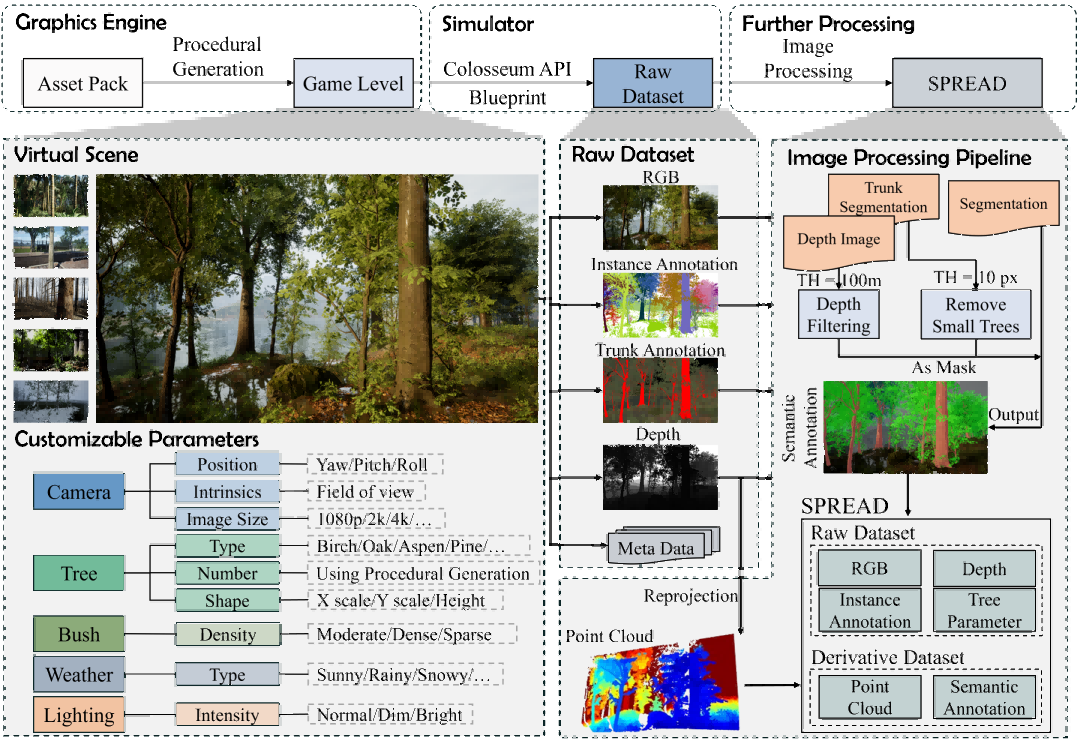 Graphics Engine
Asset Pack
Procedural
Generation
Game Level
Simulator
Colosseum API
Blueprint
Raw
Dataset
Further Processing
Image
Processing
SPREAD
Virtual Scene
Customizable Parameters
Camera
Position
Yaw/Pitch/Roll
Intrinsics
Field of view
Image Size
1080p/2k/4k/…
Tree
Type
Birch/Oak/Aspen/Pine/…
Number
Using Procedural Generation
Shape
X scale/Y scale/Height
Bush
Density
Moderate/Dense/Sparse
Weather
Type
Sunny/Rainy/Snowy/…
Lighting
Intensity
Normal/Dim/Bright
Raw Dataset
RGB
Instance Annotation
Trunk Annotation
Depth
Meta Data
Reprojection
Point Cloud
Image Processing Pipeline
Trunk
Segmentation
Segmentation
Depth Image
TH = 100m
TH = 10 px
Depth
Filtering
Remove
Small Trees
As Mask
Output
Semantic
Annotation
SPREAD
Raw Dataset
RGB
Depth
Instance
Annotation
Tree
Parameter
Derivative Dataset
Point
Cloud
Semantic
Annotation